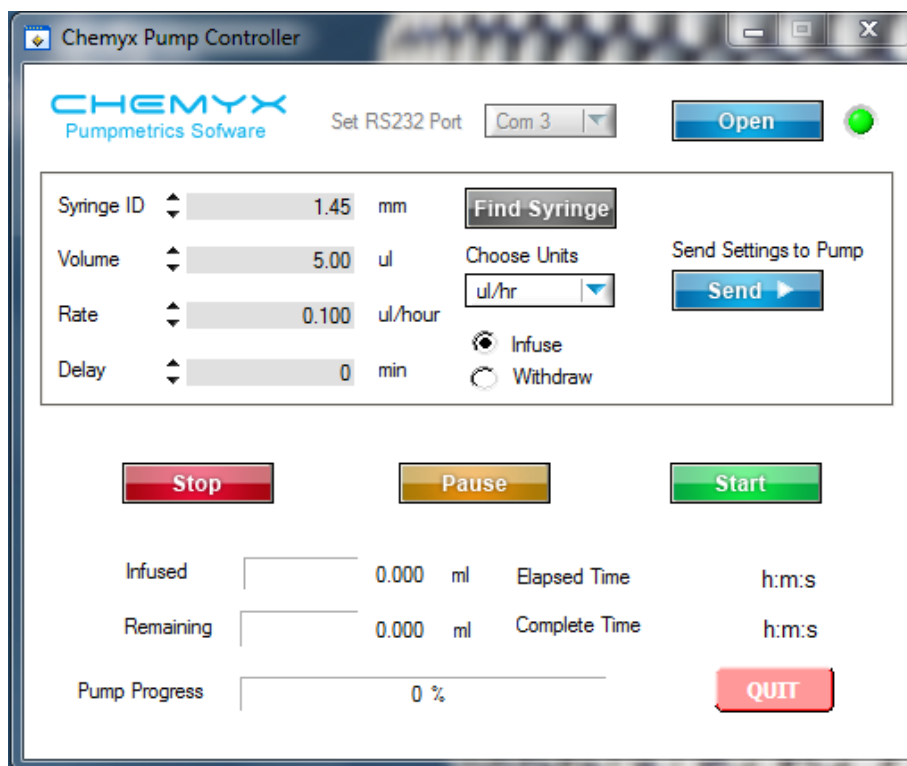 Chemyx Pump Controller
CHEMYX
Pumpmetrics Sofware
Set RS232 Port
Com 3
Open
Syringe ID 1.45 mm
Find Syringe
Volume 5.00 ul
Choose Units
Send Settings to Pump
ul/hr
Send
Rate 0.100 ul/hour
Infuse
Delay 0 min
Withdraw
Stop
Pause
Start
Infused 0.000 ml
Elapsed Time h:m:s
Remaining 0.000 ml
Complete Time h:m:s
Pump Progress 0 %
QUIT